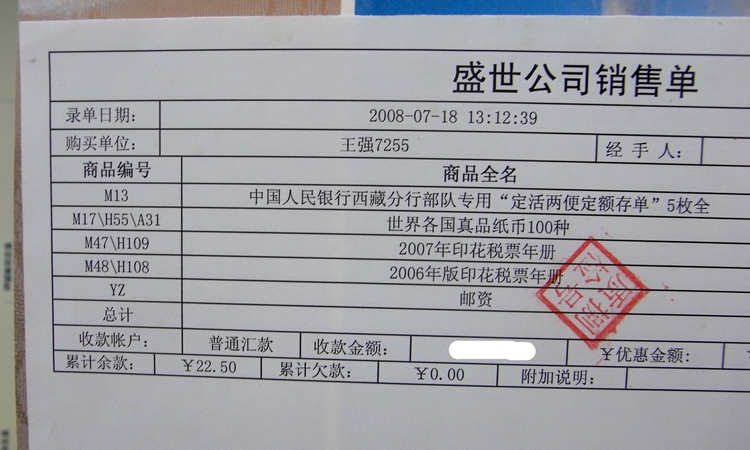 盛世公司销售单
录单日期: 2008-07-18 13:12:39
购买单位: 王强7255 经 手 人:
商品编号 商品全名
M13 中国人民银行西藏分行部队专用“定活两便定额存单”5枚全
M17\H55\A31 世界各国真品纸币100种
M47\H109 2007年印花税票年册
M48\H108 2006年版印花税票年册
YZ 邮资
总计
收款帐户: 普通汇款 收款金额: ￥优惠金额:
累计余款: ￥22.50 累计欠款: ￥0.00 附加说明: